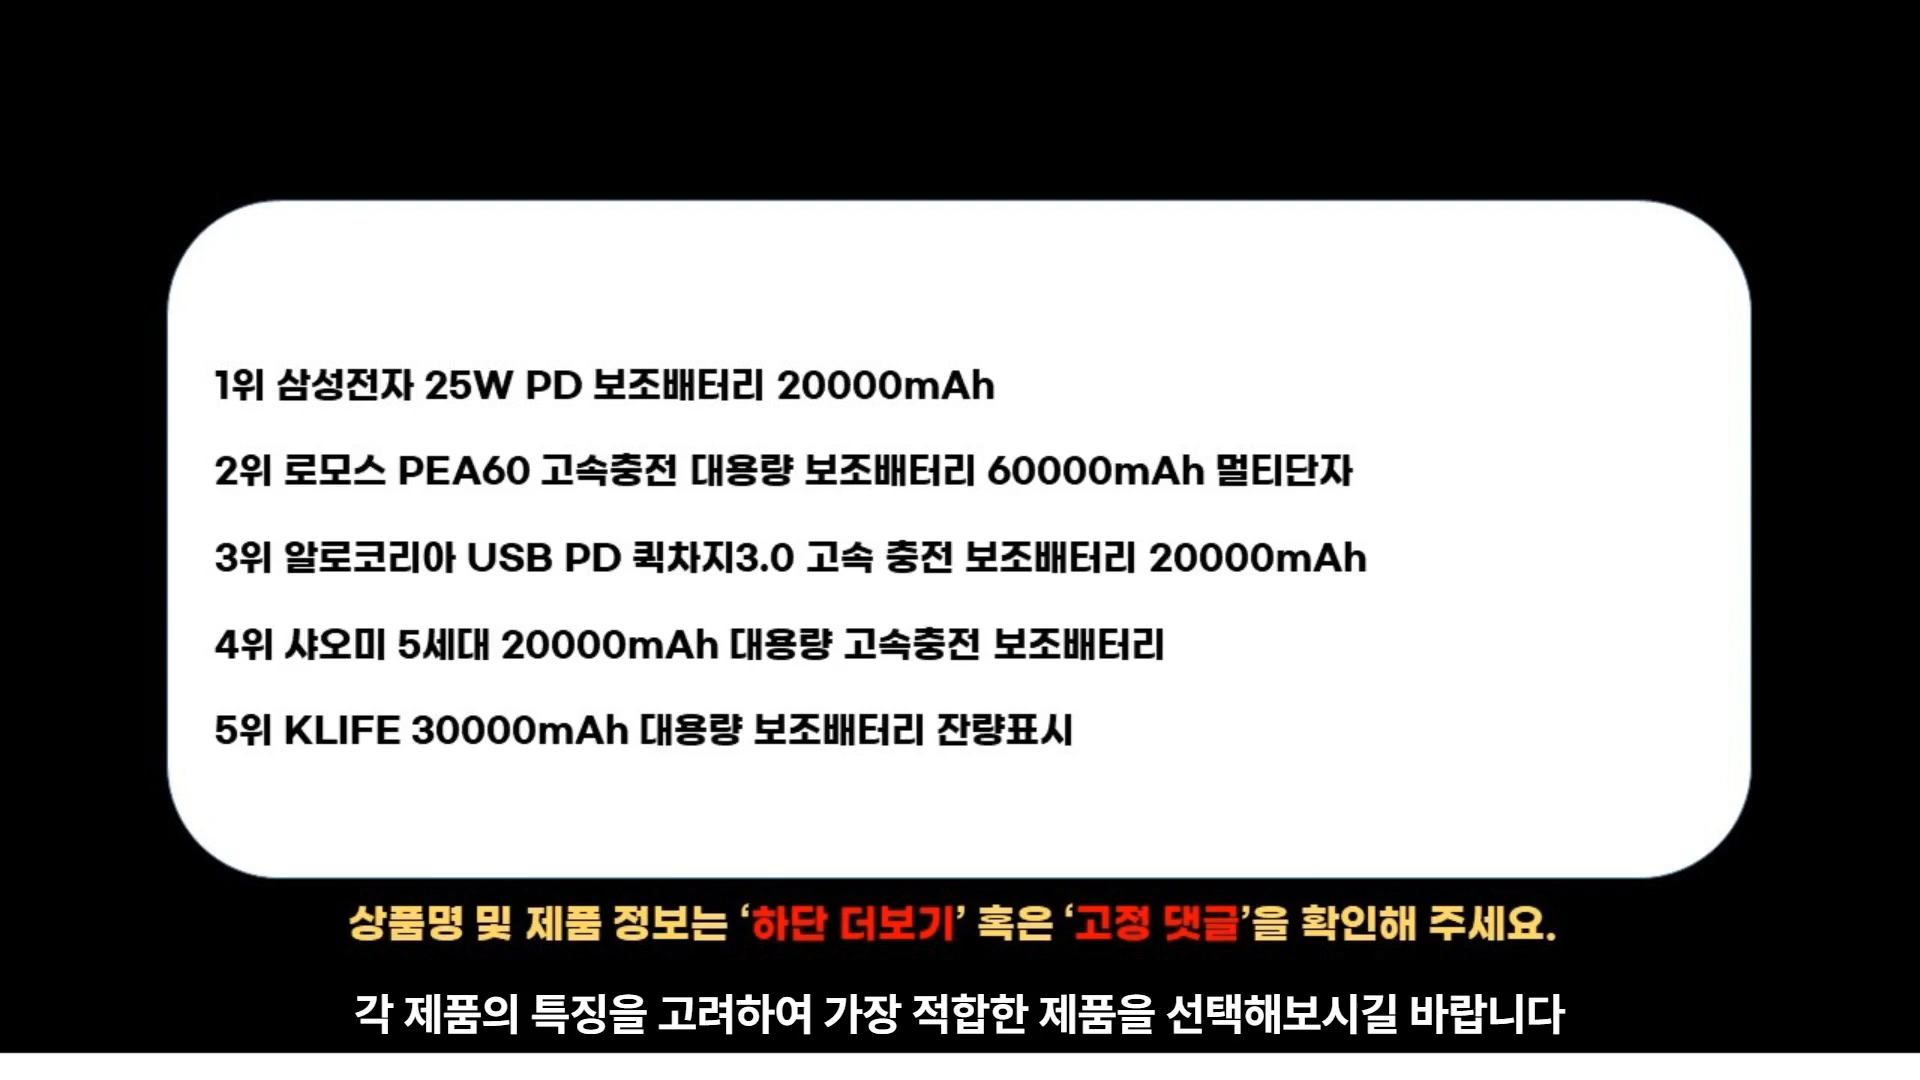 1위 삼성전자 25W PD 보조배터리 20000mAh
2위 로모스 PEA60 고속충전 대용량 보조배터리 60000mAh 멀티단자
3위 알로코리아 USB PD 퀵차지3.0 고속 충전 보조배터리 20000mAh
4위 샤오미 5세대 20000mAh 대용량 고속충전 보조배터리
5위 KLIFE 30000mAh 대용량 보조배터리 잔량표시
상품명 및 제품 정보는 ‘하단 더보기’ 혹은 ‘고정 댓글’을 확인해 주세요.
각 제품의 특징을 고려하여 가장 적합한 제품을 선택해보시길 바랍니다